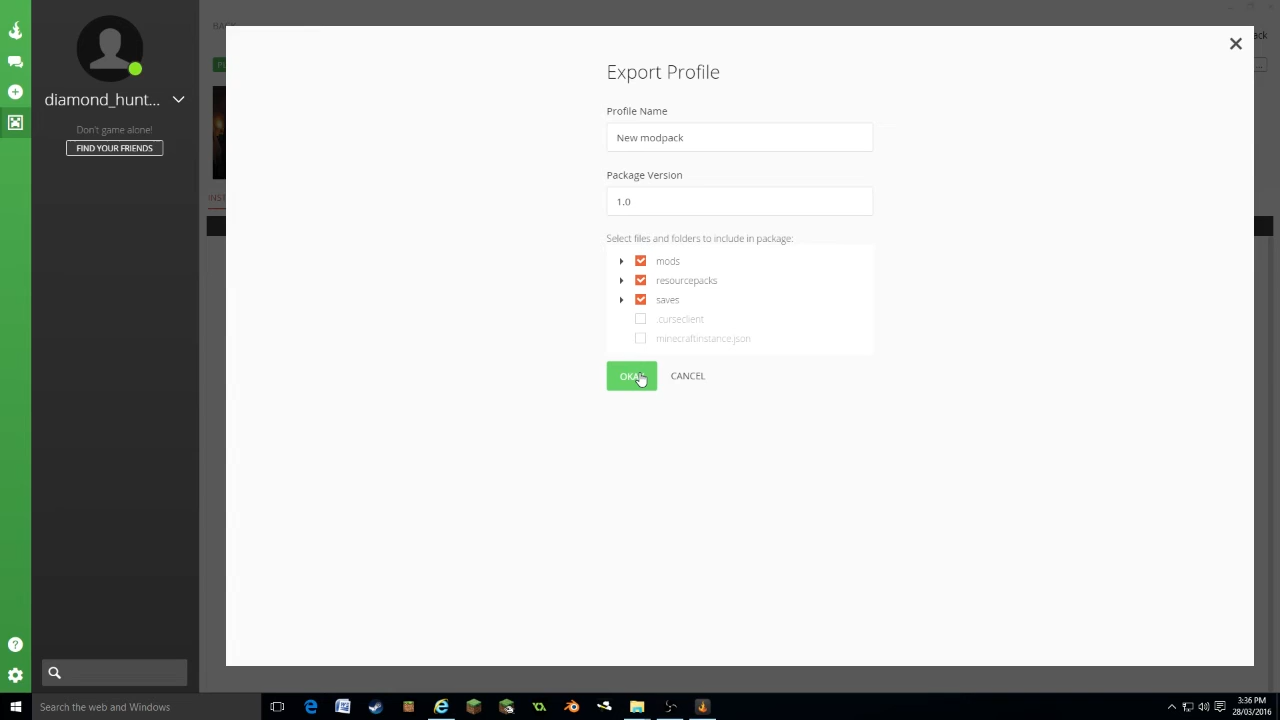 BACK
Export Profile
diamond_hunt...
Don't game alone!
FIND YOUR FRIENDS
Profile Name
New modpack
Package Version
1.0
Select files and folders to include in package:
mods
resourcepacks
saves
.curseclient
minecraftinstance.json
CANCEL
?
Search the web and Windows
3:36 PM
28/03/2016